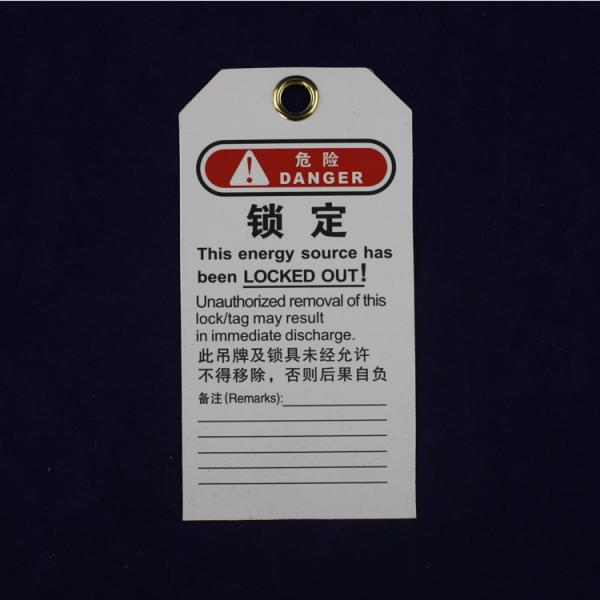 危险
DANGER
锁定
This energy source has
been LOCKED OUT!
Unauthorized removal of this
lock/tag may result
in immediate discharge.
此吊牌及锁具未经允许
不得移除，否则后果自负
备注(Remarks):